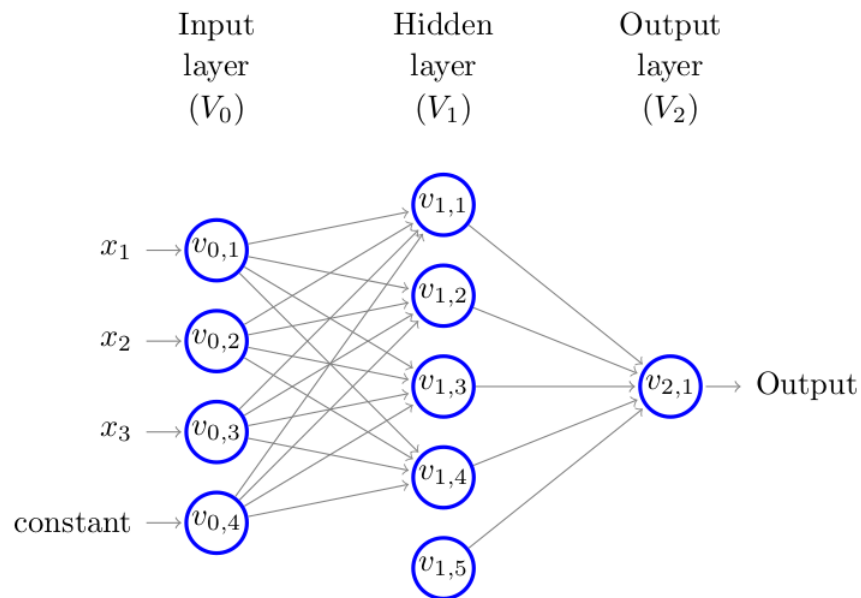 Input
layer
(V₀)
Hidden
layer
(V₁)
Output
layer
(V₂)
x₁
v₀,₁
x₂
v₀,₂
x₃
v₀,₃
constant
v₀,₄
v₁,₁
v₁,₂
v₁,₃
v₁,₄
v₁,₅
v₂,₁
Output